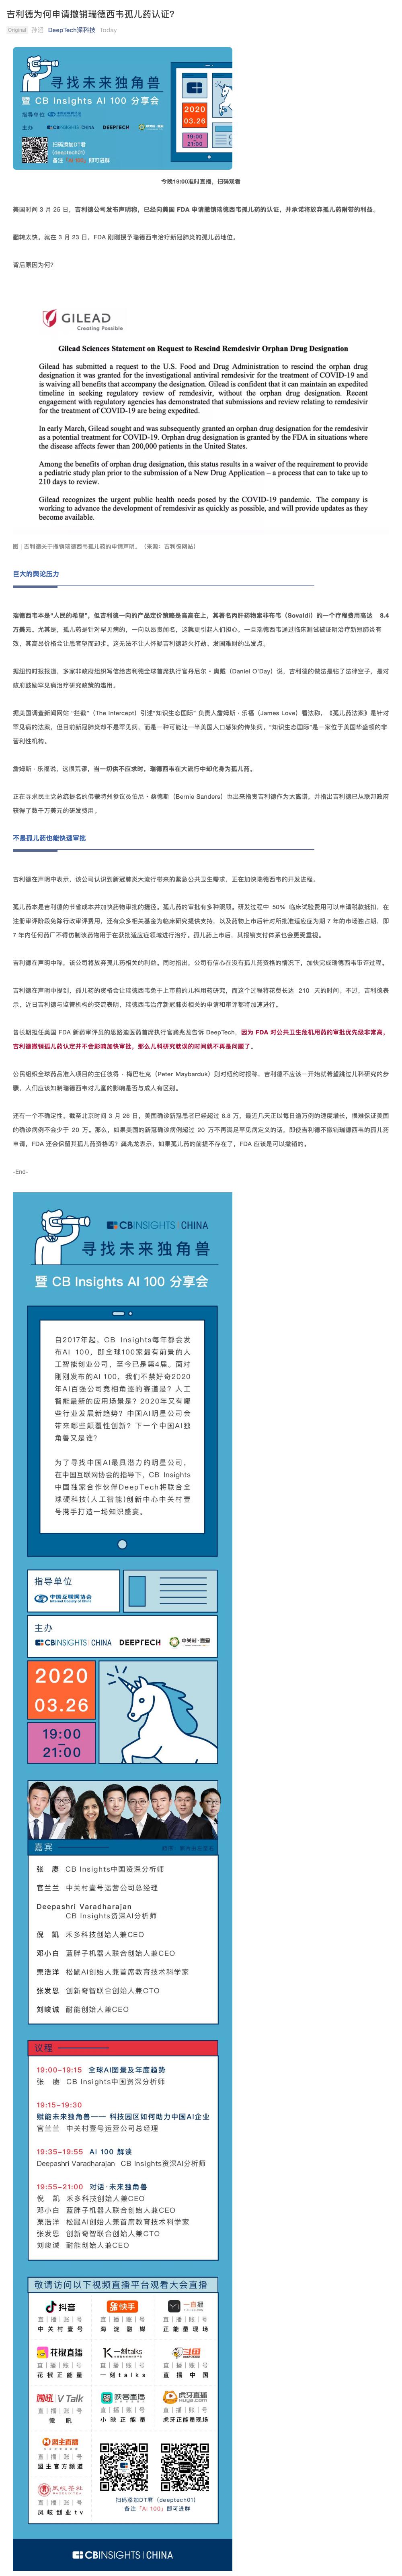 吉利德为何申请撤销瑞德西韦孤儿药认证?
Original 孙滔 DeepTech深科技 Today
寻找未来独角兽
暨 CB Insights AI 100 分享会
指导单位
主办 CBINSIGHTS | CHINA DEEPTECH
扫码添加DT君
(deeptech01)
备注「AI 100」即可进群
2020
03.26
19:00
21:00
今晚19:00准时直播，扫码观看
美国时间 3 月 25 日，吉利德公司发布声明称，已经向美国 FDA 申请撤销瑞德西韦孤儿药的认证，并承诺将放弃孤儿药附带的利益。
翻转太快。就在 3 月 23 日，FDA 刚刚授予瑞德西韦治疗新冠肺炎的孤儿药地位。
背后原因为何?
GILEAD
Creating Possible
Gilead Sciences Statement on Request to Rescind Remdesivir Orphan Drug Designation
Gilead has submitted a request to the U.S. Food and Drug Administration to rescind the orphan drug
designation it was granted for the investigational antiviral remdesivir for the treatment of COVID-19 and
is waiving all benefits that accompany the designation. Gilead is confident that it can maintain an expedited
timeline in seeking regulatory review of remdesivir, without the orphan drug designation. Recent
engagement with regulatory agencies has demonstrated that submissions and review relating to remdesivir
for the treatment of COVID-19 are being expedited.
In early March, Gilead sought and was subsequently granted an orphan drug designation for the remdesivir
as a potential treatment for COVID-19. Orphan drug designation is granted by the FDA in situations where
the disease affects fewer than 200,000 patients in the United States.
Among the benefits of orphan drug designation, this status results in a waiver of the requirement to provide
a pediatric study plan prior to the submission of a New Drug Application – a process that can to take up to
210 days to review.
Gilead recognizes the urgent public health needs posed by the COVID-19 pandemic. The company is
working to advance the development of remdesivir as quickly as possible, and will provide updates as they
become available.
图 | 吉利德关于撤销瑞德西韦孤儿药的申请声明。（来源：吉利德网站）
巨大的舆论压力
瑞德西韦本是“人民的希望”，但吉利德一向的产品定价策略是高高在上，其著名丙肝药物索非布韦（Sovaldi）的一个疗程费用高达 8.4
万美元。尤其是，孤儿药是针对罕见病的，一向以昂贵闻名，这就更引起人们担心，一旦瑞德西韦通过临床测试被证明治疗新冠肺炎有
效，其高昂价格会让患者望而却步。这无法不让人怀疑吉利德趁火打劫、发国难财的出发点。
据纽约时报报道，多家非政府组织写信给吉利德全球首席执行官丹尼尔·奥戴（Daniel O'Day）说，吉利德的做法是钻了法律空子，是对
政府鼓励罕见病治疗研究政策的滥用。
据美国调查新闻网站 “拦截”（The Intercept）引述“知识生态国际” 负责人詹姆斯 · 乐福（James Love）看法称，《孤儿药法案》是针对
罕见病的法案，但目前新冠肺炎却不是罕见病，而是一种可能让一半美国人口感染的传染病。“知识生态国际”是一家位于美国华盛顿的非
营利性机构。
詹姆斯 · 乐福说，这很荒谬，当一切供不应求时，瑞德西韦在大流行中却化身为孤儿药。
正在寻求民主党总统提名的佛蒙特州参议员伯尼 · 桑德斯（Bernie Sanders）也出来指责吉利德作为太离谱，并指出吉利德已从联邦政府
获得了数千万美元的研发费用。
不是孤儿药也能快速审批
吉利德在声明中表示，该公司认识到新冠肺炎大流行带来的紧急公共卫生需求，正在加快瑞德西韦的开发进程。
孤儿药本是吉利德的节省成本并加快药物审批的捷径。孤儿药的审批有多种照顾。研发过程中 50% 临床试验费用可以申请税款抵扣，在
注册审评阶段免除行政审评费用，还有众多相关基金为临床研究提供支持，以及药物上市后针对所批准适应症为期 7 年的市场独占期，即
7 年内任何药厂不得仿制该药物用于在获批适应症领域进行治疗。孤儿药上市后，其报销支付体系也会更受重视。
吉利德在声明中称，该公司将放弃孤儿药相关的利益。同时指出，公司有信心在没有孤儿药资格的情况下，加快完成瑞德西韦审评过程。
吉利德在声明中提到，孤儿药的资格会让瑞德西韦免于上市前的儿科用药研究，而这个过程将花费长达 210 天的时间。不过，吉利德表
示，近日吉利德与监管机构的交流表明，瑞德西韦治疗新冠肺炎相关的申请和审评都将加速进行。
曾长期担任美国 FDA 新药审评员的思路迪医药首席执行官龚兆龙告诉 DeepTech，因为 FDA 对公共卫生危机用药的审批优先级非常高，
吉利德撤销孤儿药认定并不会影响加快审批，那么儿科研究耽误的时间就不再是问题了。
公民组织全球药品准入项目的主任彼得 · 梅巴杜克（Peter Maybarduk）则对纽约时报称，吉利德不应该一开始就希望跳过儿科研究的步
骤，人们应该知晓瑞德西韦对儿童的影响是否与成人有区别。
还有一个不确定性。截至北京时间 3 月 26 日，美国确诊新冠患者已经超过 6.8 万，最近几天正以每日逾万例的速度增长，很难保证美国
的确诊病例不会少于 20 万。那么，如果美国的新冠确诊病例超过 20 万不再满足罕见病定义的话，即使吉利德不撤销瑞德西韦的孤儿药
申请，FDA 还会保留其孤儿药资格吗？龚兆龙表示，如果孤儿药的前提不存在了，FDA 应该是可以撤销的。
-End-
CBINSIGHTS | CHINA
寻找未来独角兽
暨 CB Insights AI 100 分享会
自2017年起，CB Insights每年都会发
布AI 100，即全球100家最有前景的人
工智能创业公司，至今已是第4届。面对
刚刚发布的AI 100，我们不禁好奇2020
年AI百强公司竞相角逐的赛道是？人工
智能最新的应用场景是？2020年又有哪
些行业发展新趋势？中国AI明星公司会
带来哪些颠覆性创新？下一个中国AI独
角兽又是谁？
为了寻找中国AI最具潜力的明星公司，
在中国互联网协会的指导下，CB Insights
中国独家合作伙伴DeepTech将联合全
球硬科技(人工智能)创新中心中关村壹
号携手打造一场知识盛宴。
指导单位
中国互联网协会
Internet Society of China
主办
CBINSIGHTS | CHINA DEEPTECH 中关村·壹號
2020
03.26
19:00
21:00
嘉宾
张 唐 CB Insights中国资深分析师
官兰兰 中关村壹号运营公司总经理
Deepashri Varadharajan
CB Insights资深AI分析师
倪 凯 禾多科技创始人兼CEO
邓小白 蓝胖子机器人联合创始人兼CEO
栗浩洋 松鼠AI创始人兼首席教育技术科学家
张发恩 创新奇智联合创始人兼CTO
刘峻诚 耐能创始人兼CEO
议程
19:00-19:15 全球AI图景及年度趋势
张 唐 CB Insights中国资深分析师
19:15-19:30
赋能未来独角兽—— 科技园区如何助力中国AI企业
官兰兰 中关村壹号运营公司总经理
19:35-19:55 AI 100 解读
Deepashri Varadharajan CB Insights资深AI分析师
19:55-21:00 对话·未来独角兽
倪 凯 禾多科技创始人兼CEO
邓小白 蓝胖子机器人联合创始人兼CEO
栗浩洋 松鼠AI创始人兼首席教育技术科学家
张发恩 创新奇智联合创始人兼CTO
刘峻诚 耐能创始人兼CEO
敬请访问以下视频直播平台观看大会直播
抖音 快手 一直播
直｜播｜账｜号 直｜播｜账｜号 直｜播｜账｜号
中关村壹号 海淀融媒 正能量现场
花椒直播 一刻talks 斗国
直｜播｜账｜号 直｜播｜账｜号 直｜播｜账｜号
花椒正能量 一刻talks 直播中国
微吼 V Talk 映客直播 虎牙直播
直｜播｜账｜号 直｜播｜账｜号 直｜播｜账｜号
微吼 小映正能量 虎牙正能量现场
盟主直播
直｜播｜账｜号
盟主官方频道
凤岐茶社
直｜播｜账｜号
凤岐创业tv
扫码添加DT君（deeptech01)
备注「AI 100」即可进群
CBINSIGHTS | CHINA